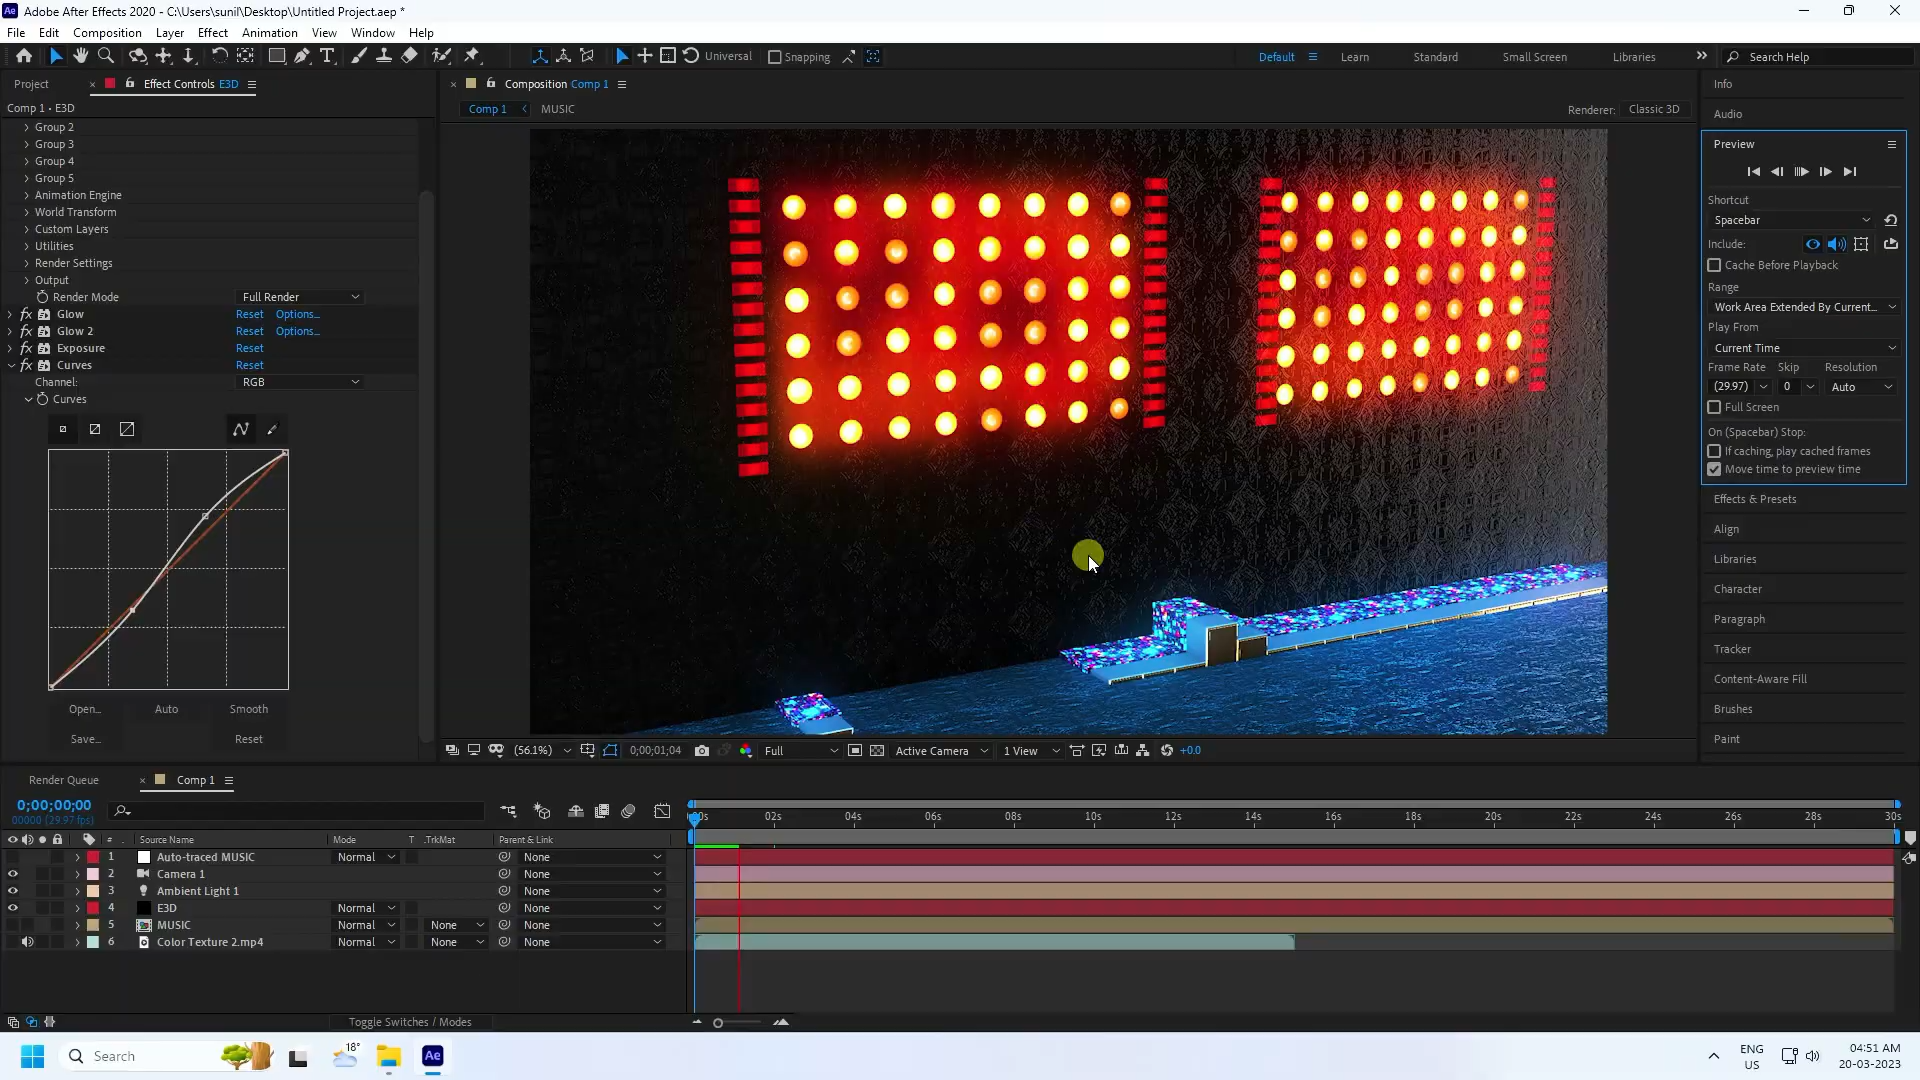 Ae Adobe After Effects 2020 - C:\Users\sunil\Desktop\Untitled Project.aep *
File Edit Composition Layer Effect Animation View Window Help
Universal Snapping Default Learn Standard Small Screen Libraries Search Help
Project Effect Controls E3D
Comp 1 • E3D
Group 2
Group 3
Group 4
Group 5
Animation Engine
World Transform
Custom Layers
Utilities
Render Settings
Output
Render Mode Full Render
fx Glow Reset Options...
fx Glow 2 Reset Options...
fx Exposure Reset
fx Curves Reset
Channel: RGB
Curves
Open... Auto Smooth
Save... Reset
Composition Comp 1
Comp 1 MUSIC
Renderer: Classic 3D
(56.1%) 0;00;01;04 Full Active Camera 1 View +0.0
Info
Audio
Preview
Shortcut
Spacebar
Include:
Cache Before Playback
Range
Work Area Extended By Current...
Play From
Current Time
Frame Rate Skip Resolution
(29.97) 0 Auto
Full Screen
On (Spacebar) Stop:
If caching, play cached frames
Move time to preview time
Effects & Presets
Align
Libraries
Character
Paragraph
Tracker
Content-Aware Fill
Brushes
Paint
Render Queue Comp 1
0;00;00;00
00000 (29.97 fps)
02s 04s 06s 08s 10s 12s 14s 16s 18s 20s 22s 24s 26s 28s 30s
# Source Name Mode T .TrkMat Parent & Link
1 Auto-traced MUSIC Normal None
2 Camera 1 None
3 Ambient Light 1 None
4 E3D Normal None
5 MUSIC Normal None None
6 Color Texture 2.mp4 Normal None None
Toggle Switches / Modes
Search 18° Ae
ENG
US
04:51 AM
20-03-2023